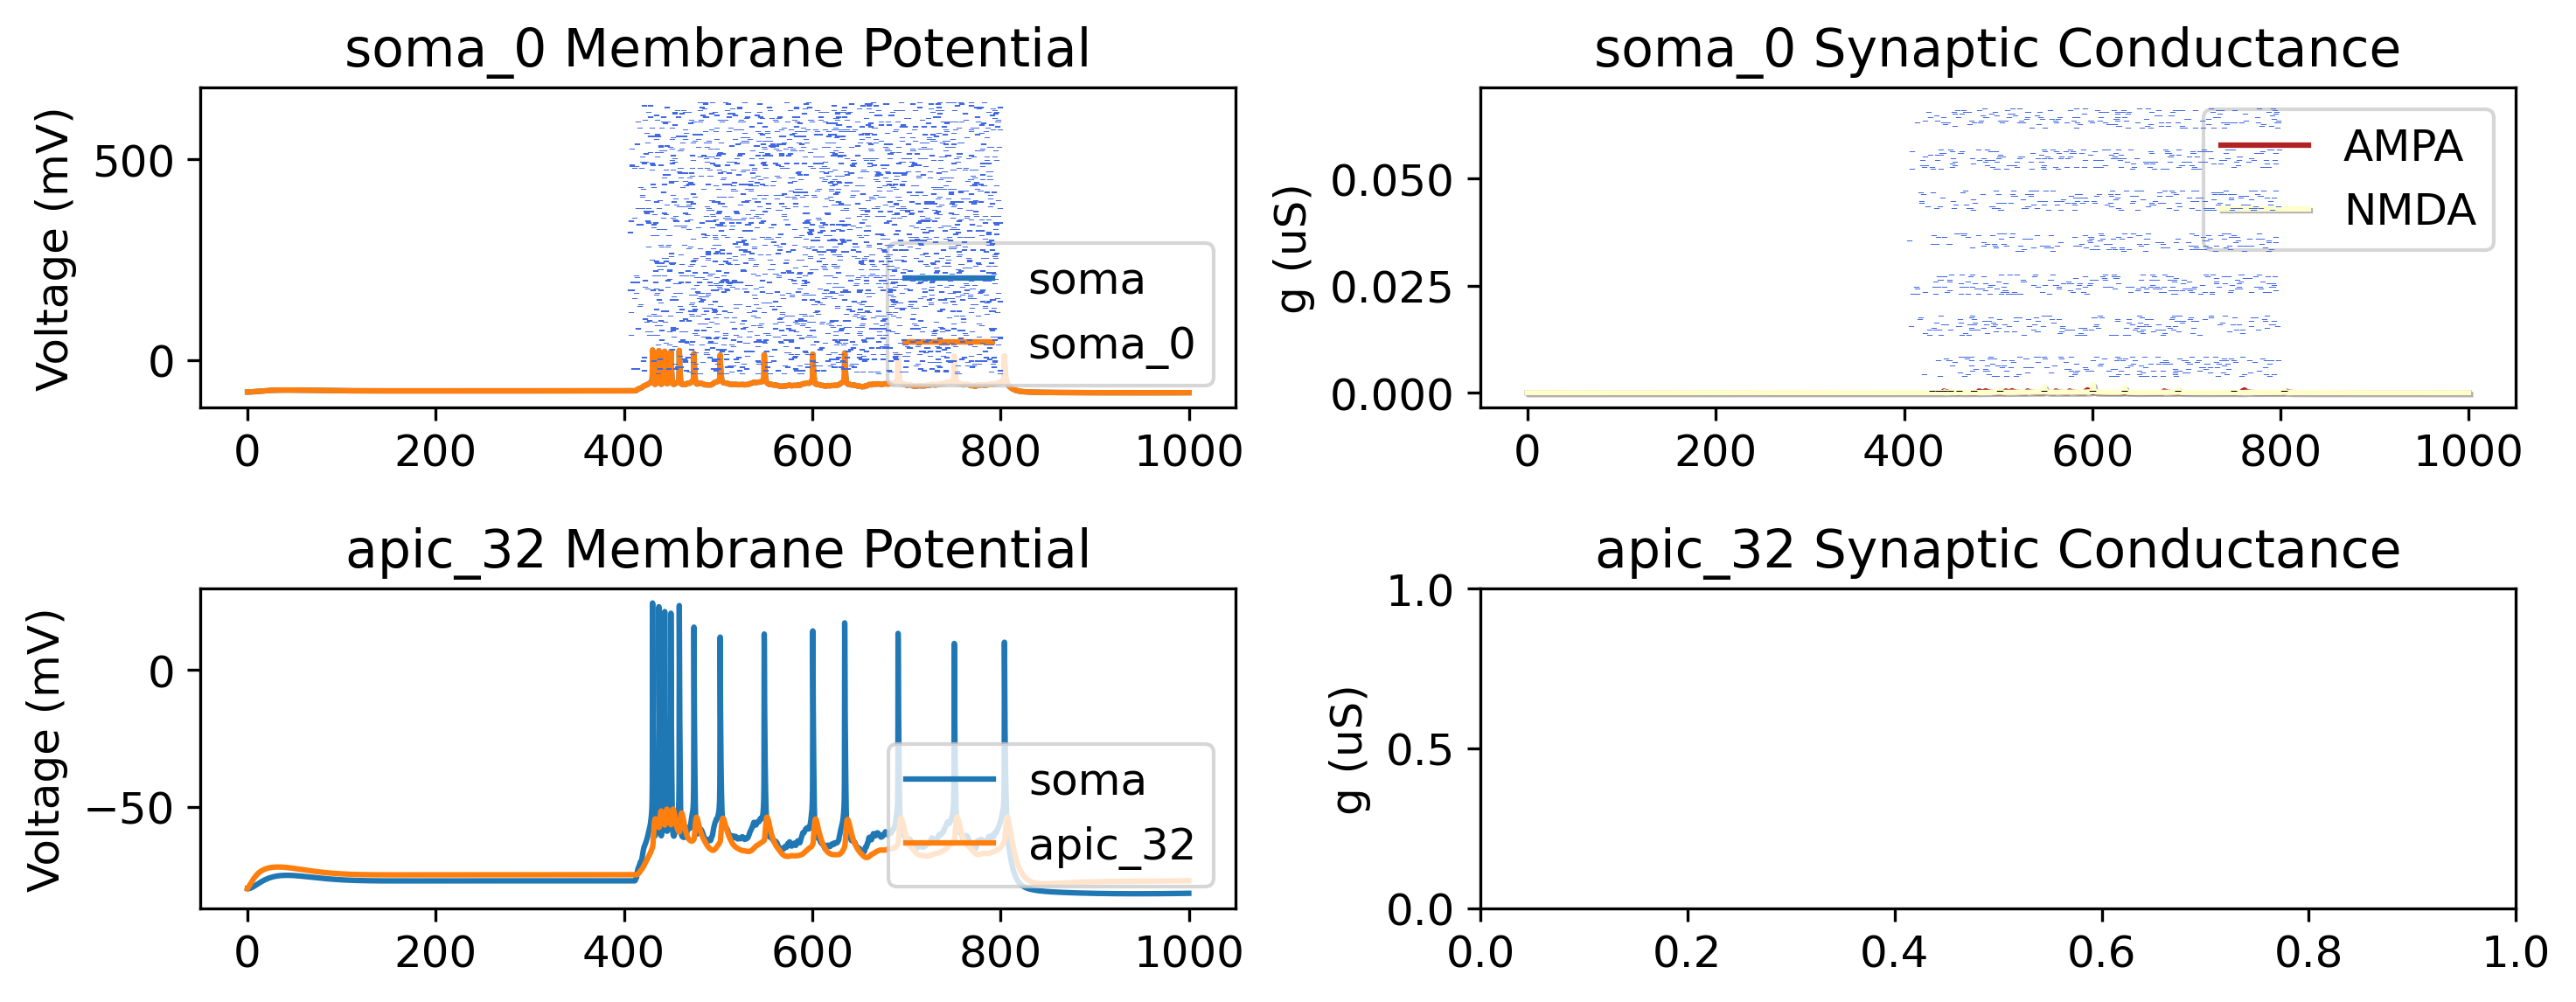 soma_0 Membrane Potential
Voltage (mV)
500
0
soma
soma_0
0 200 400 600 800 1000
soma_0 Synaptic Conductance
g (uS)
0.050
0.025
0.000
AMPA
NMDA
0 200 400 600 800 1000
apic_32 Membrane Potential
Voltage (mV)
0
−50
soma
apic_32
0 200 400 600 800 1000
apic_32 Synaptic Conductance
g (uS)
1.0
0.5
0.0
0.0 0.2 0.4 0.6 0.8 1.0